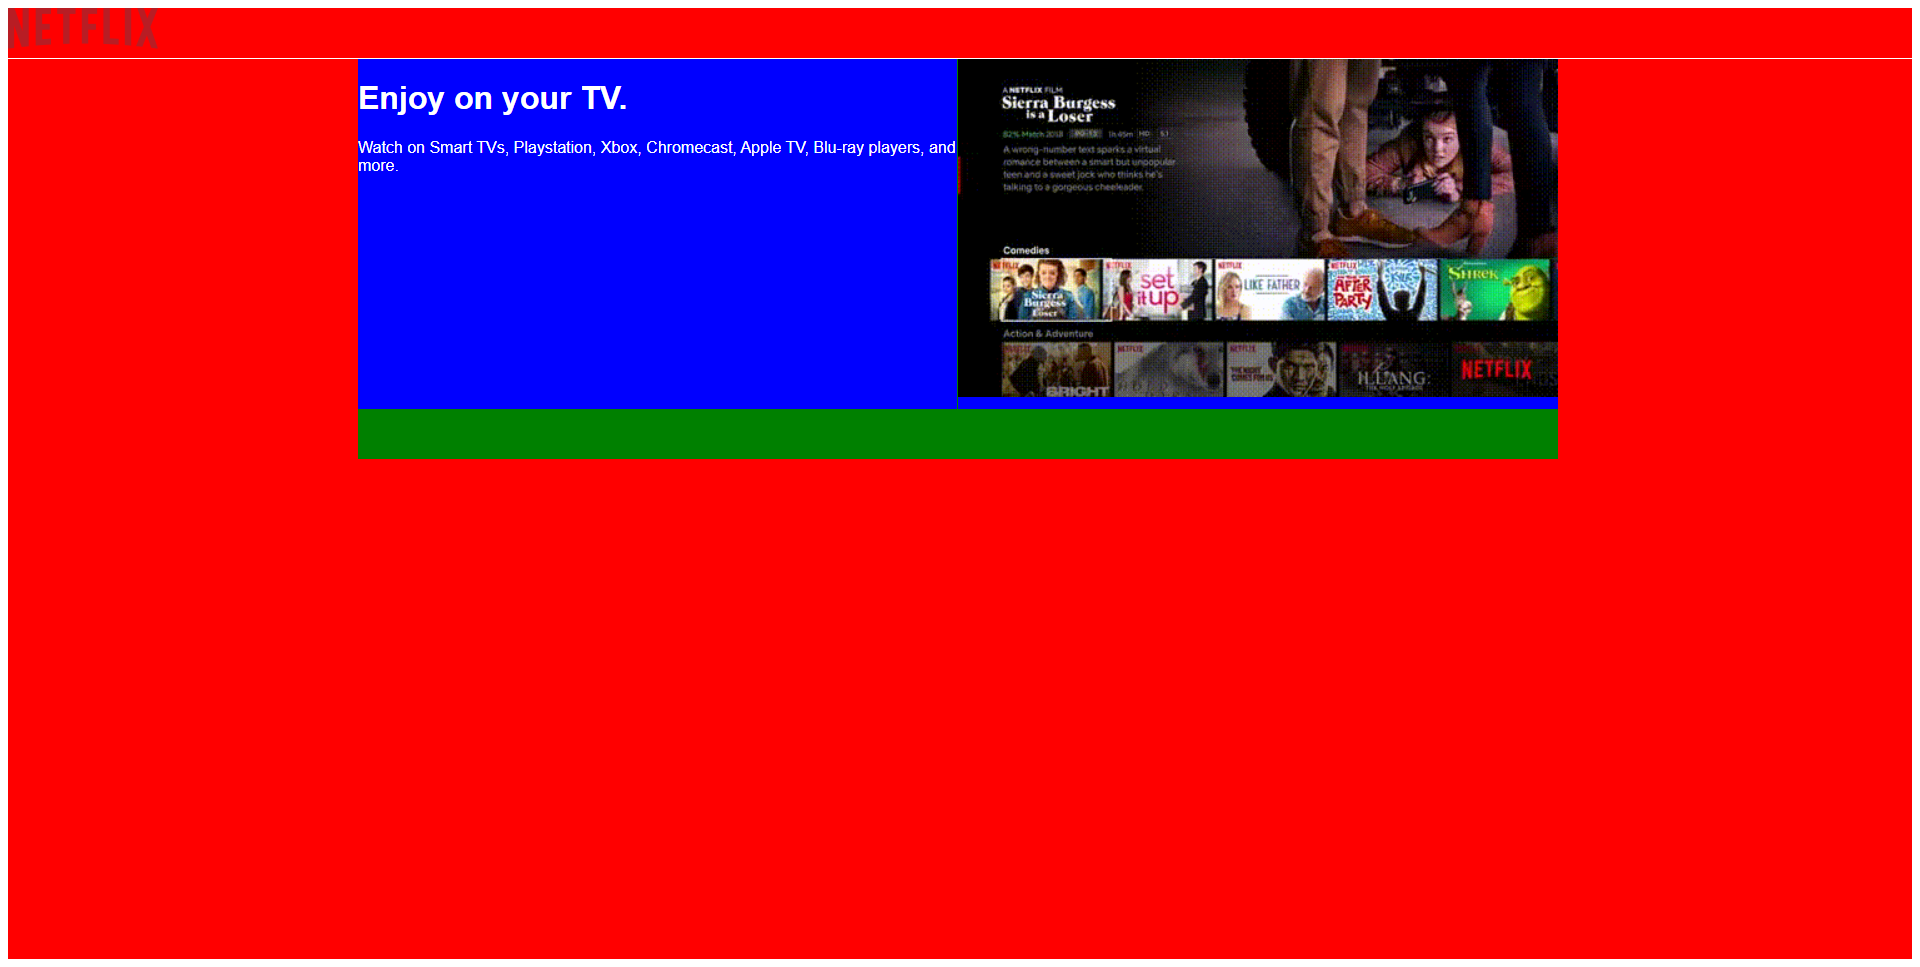 NETFLIX
Enjoy on your TV.
Watch on Smart TVs, Playstation, Xbox, Chromecast, Apple TV, Blu-ray players, and
more.
A NETFLIX FILM
Sierra Burgess
is a Loser
82% Match 2018 PG-13 1h 45m HD 5.1
A wrong-number text sparks a virtual
romance between a smart but unpopular
teen and a sweet jock who thinks he's
talking to a gorgeous cheerleader.
Comedies
NETFLIX
Sierra
Burgess
Loser
NETFLIX
set
it up
NETFLIX
LIKE FATHER
NETFLIX
AFTER
PARTY
SHREK
Action & Adventure
NETFLIX
BRIGHT
NETFLIX
NETFLIX
THE NIGHT
COMES FOR US
ILLANG:
THE WOLF BRIGADE
NETFLIX